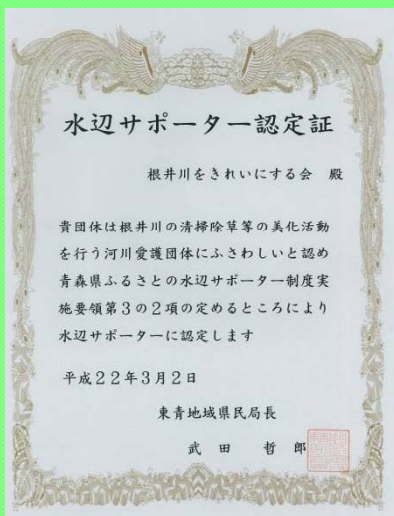 水辺サポーター認定証
根井川をきれいにする会　殿
貴団体は根井川の清掃除草等の美化活動
を行う河川愛護団体にふさわしいと認め
青森県ふるさとの水辺サポーター制度実
施要領第３の２項の定めるところにより
水辺サポーターに認定します
平成２２年３月２日
東青地域県民局長
武田　哲郎